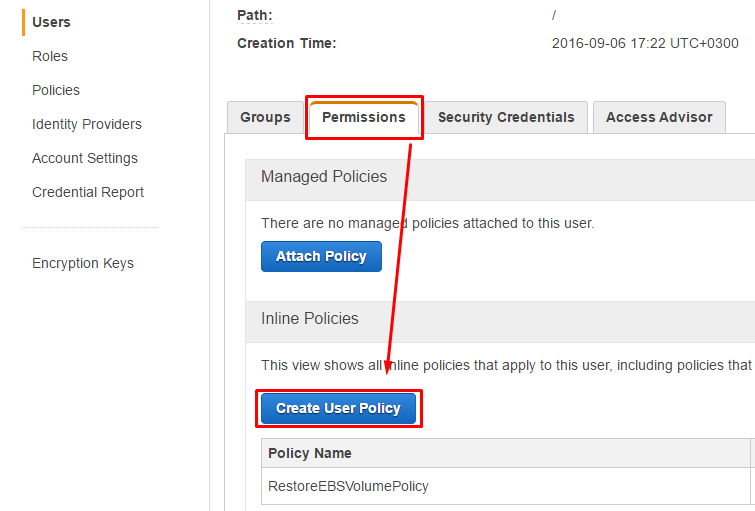 Users
Roles
Policies
Identity Providers
Account Settings
Credential Report
Encryption Keys
Path: /
Creation Time: 2016-09-06 17:22 UTC+0300
Groups Permissions Security Credentials Access Advisor
Managed Policies
There are no managed policies attached to this user.
Attach Policy
Inline Policies
This view shows all inline policies that apply to this user, including policies that
Create User Policy
Policy Name
RestoreEBSVolumePolicy